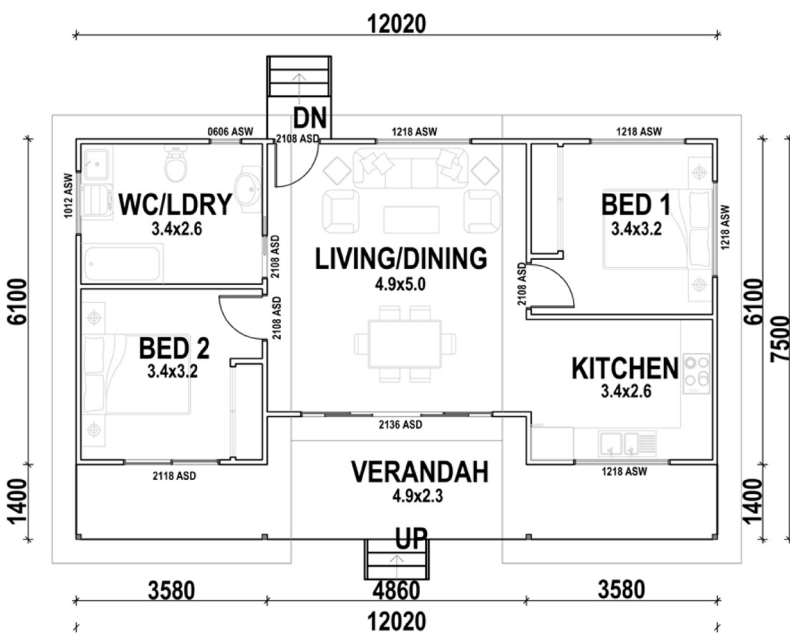 12020
DN
0606 ASW
2108 ASD
1218 ASW
1218 ASW
1012 ASW
WC/LDRY
3.4x2.6
BED 1
3.4x3.2
1218 ASW
2108 ASD
LIVING/DINING
4.9x5.0
2108 ASD
6100
6100
7500
2108 ASD
BED 2
3.4x3.2
KITCHEN
3.4x2.6
2136 ASD
2118 ASD
VERANDAH
4.9x2.3
1218 ASW
1400
1400
UP
3580
4860
3580
12020